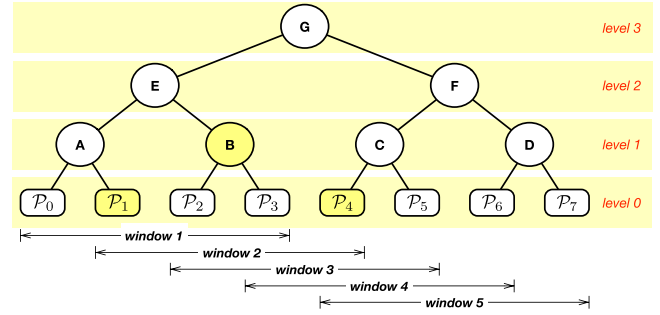 G level 3
E F level 2
A B C D level 1
𝒫₀ 𝒫₁ 𝒫₂ 𝒫₃ 𝒫₄ 𝒫₅ 𝒫₆ 𝒫₇ level 0
window 1
window 2
window 3
window 4
window 5